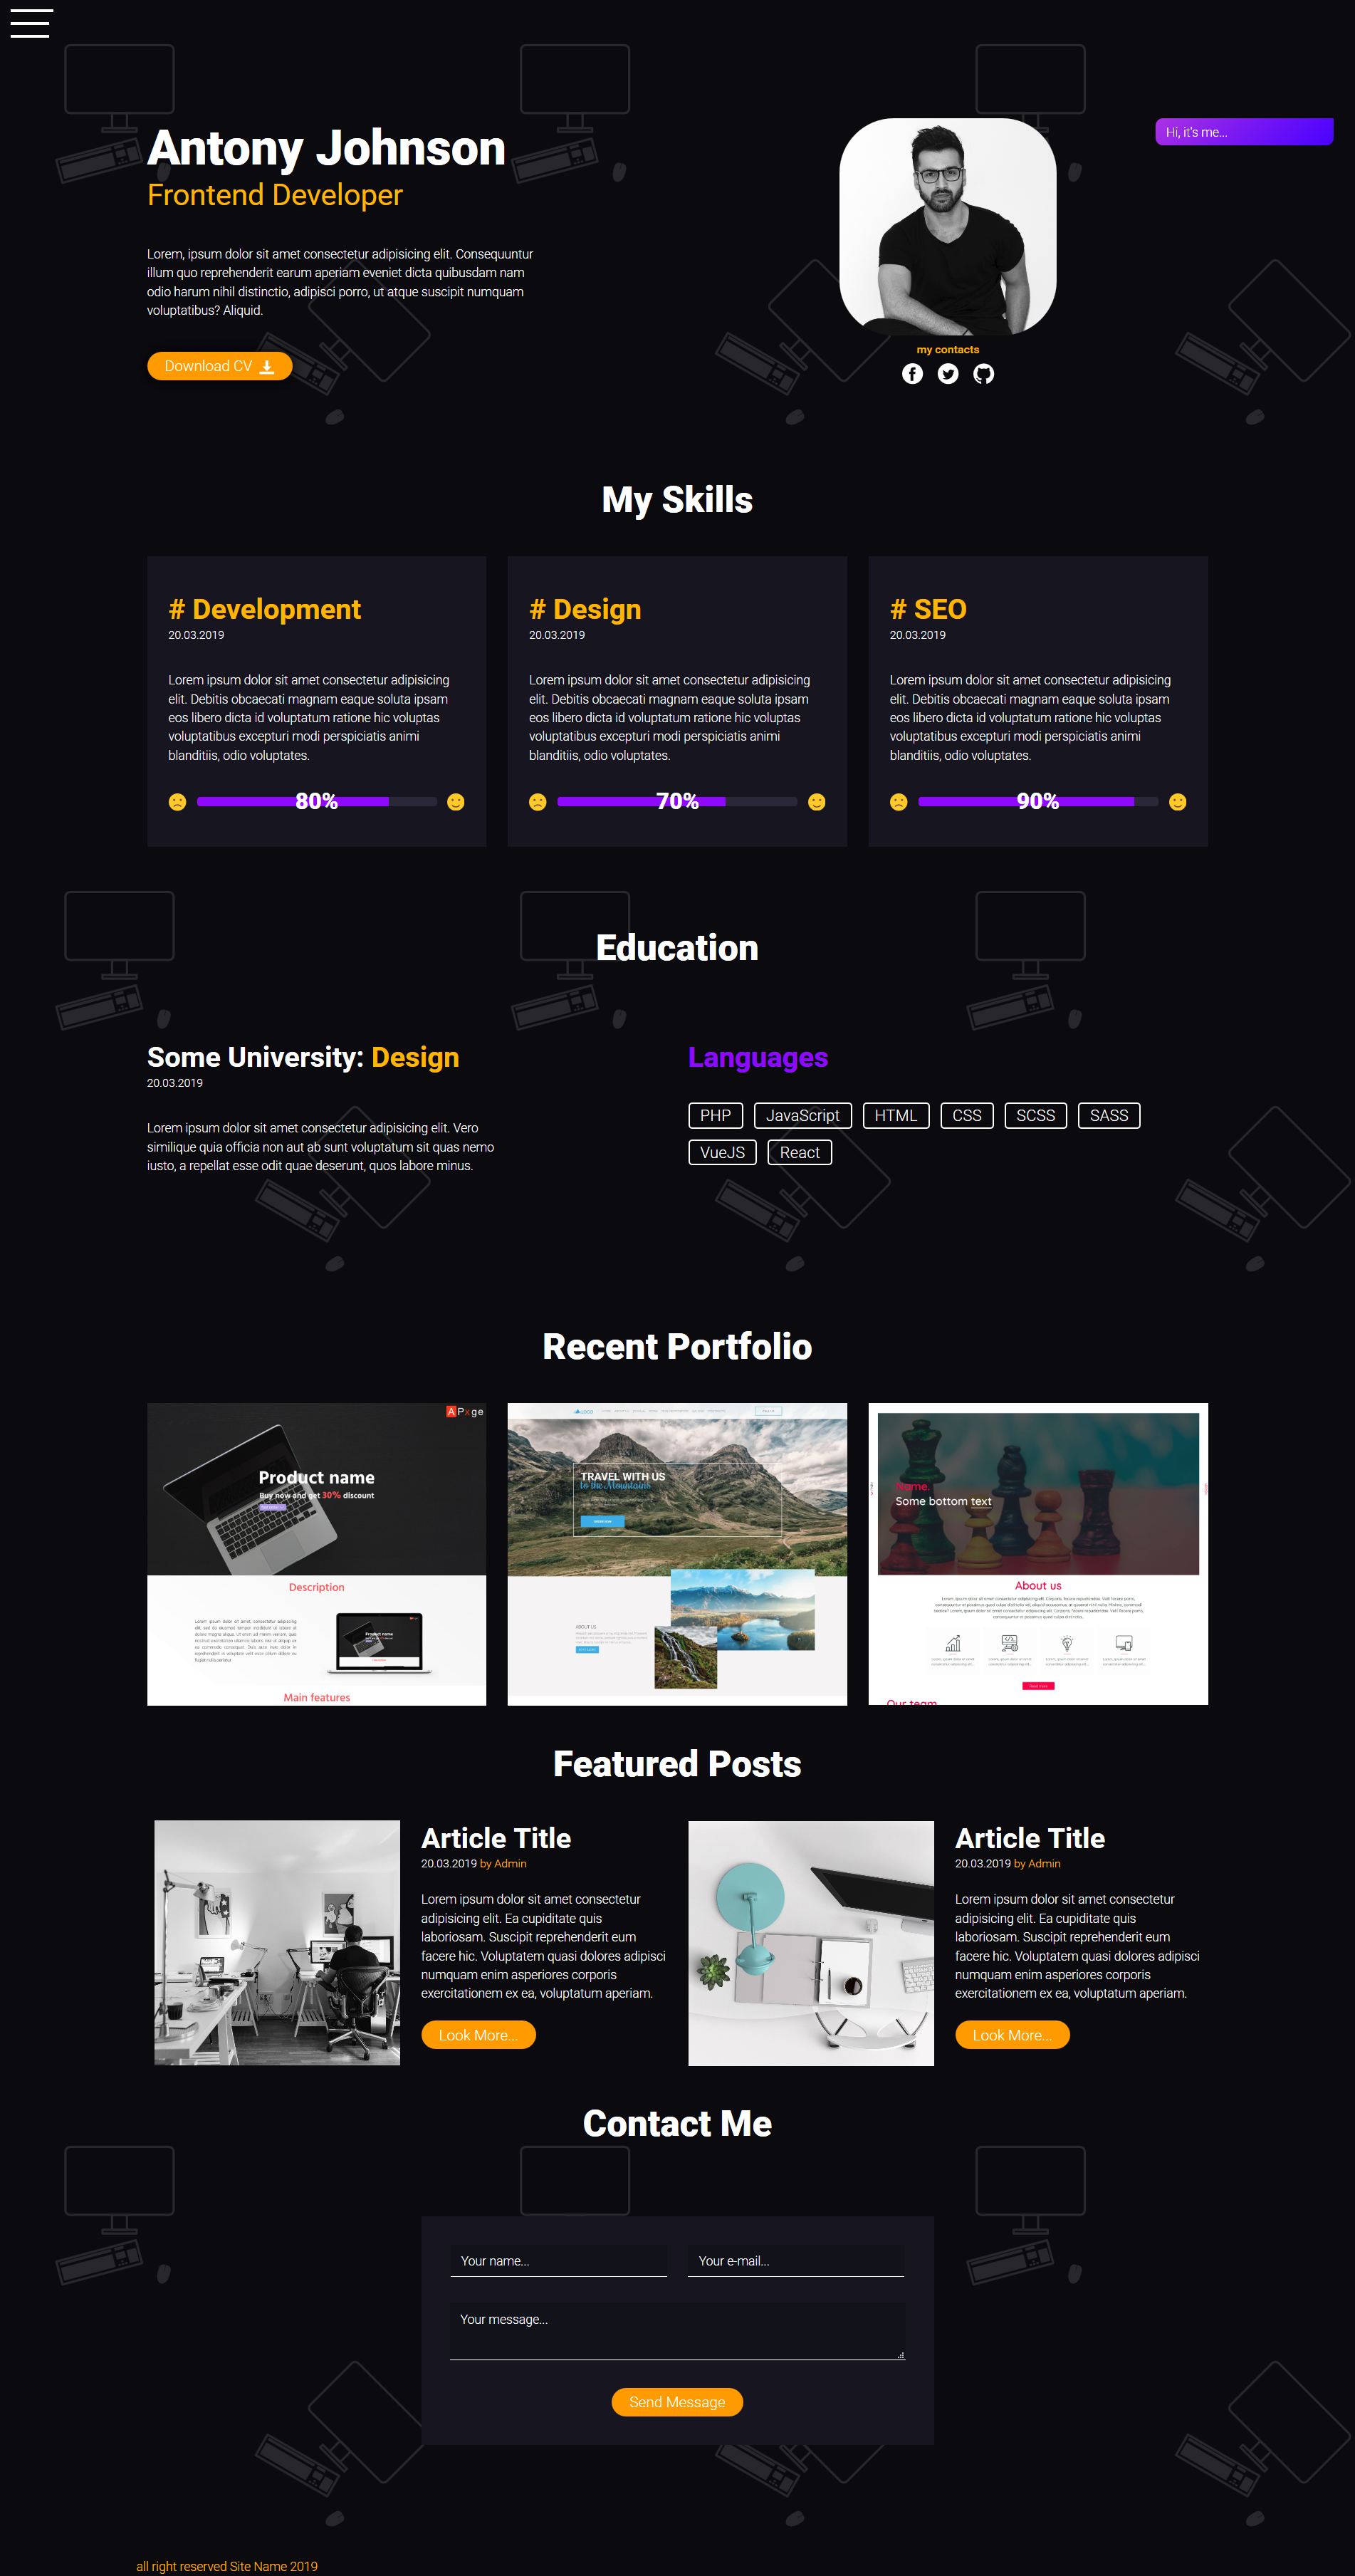 Hi, it's me...
Antony Johnson
Frontend Developer
Lorem, ipsum dolor sit amet consectetur adipisicing elit. Consequuntur
illum quo reprehenderit earum aperiam eveniet dicta quibusdam nam
odio harum nihil distinctio, adipisci porro, ut atque suscipit numquam
voluptatibus? Aliquid.
Download CV
my contacts
My Skills
# Development
20.03.2019
Lorem ipsum dolor sit amet consectetur adipisicing
elit. Debitis obcaecati magnam eaque soluta ipsam
eos libero dicta id voluptatum ratione hic voluptas
voluptatibus excepturi modi perspiciatis animi
blanditiis, odio voluptates.
80%
# Design
20.03.2019
Lorem ipsum dolor sit amet consectetur adipisicing
elit. Debitis obcaecati magnam eaque soluta ipsam
eos libero dicta id voluptatum ratione hic voluptas
voluptatibus excepturi modi perspiciatis animi
blanditiis, odio voluptates.
70%
# SEO
20.03.2019
Lorem ipsum dolor sit amet consectetur adipisicing
elit. Debitis obcaecati magnam eaque soluta ipsam
eos libero dicta id voluptatum ratione hic voluptas
voluptatibus excepturi modi perspiciatis animi
blanditiis, odio voluptates.
90%
Education
Some University: Design
20.03.2019
Lorem ipsum dolor sit amet consectetur adipisicing elit. Vero
similique quia officia non aut ab sunt voluptatum sit quas nemo
iusto, a repellat esse odit quae deserunt, quos labore minus.
Languages
PHP JavaScript HTML CSS SCSS SASS
VueJS React
Recent Portfolio
APxge
Product name
Buy now and get 30% discount
Description
Main features
TRAVEL WITH US
to the Mountains
ABOUT US
Name.
Some bottom text
About us
Our team
Featured Posts
Article Title
20.03.2019 by Admin
Lorem ipsum dolor sit amet consectetur
adipisicing elit. Ea cupiditate quis
laboriosam. Suscipit reprehenderit eum
facere hic. Voluptatem quasi dolores adipisci
numquam enim asperiores corporis
exercitationem ex ea, voluptatum aperiam.
Look More...
Article Title
20.03.2019 by Admin
Lorem ipsum dolor sit amet consectetur
adipisicing elit. Ea cupiditate quis
laboriosam. Suscipit reprehenderit eum
facere hic. Voluptatem quasi dolores adipisci
numquam enim asperiores corporis
exercitationem ex ea, voluptatum aperiam.
Look More...
Contact Me
Your name...
Your e-mail...
Your message...
Send Message
all right reserved Site Name 2019